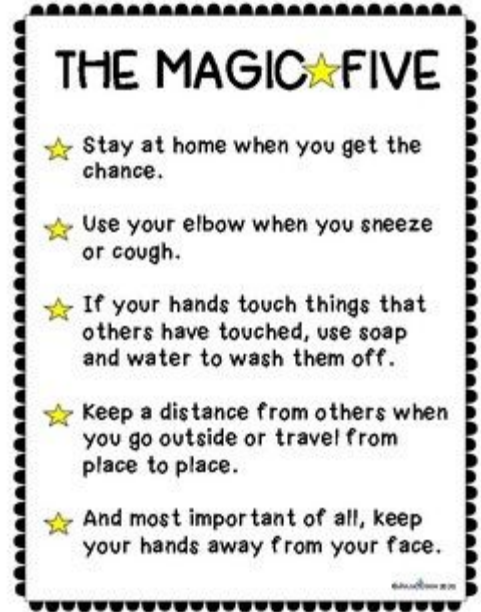 THE MAGIC FIVE
Stay at home when you get the
chance.
Use your elbow when you sneeze
or cough.
If your hands touch things that
others have touched, use soap
and water to wash them off.
Keep a distance from others when
you go outside or travel from
place to place.
And most important of all, keep
your hands away from your face.